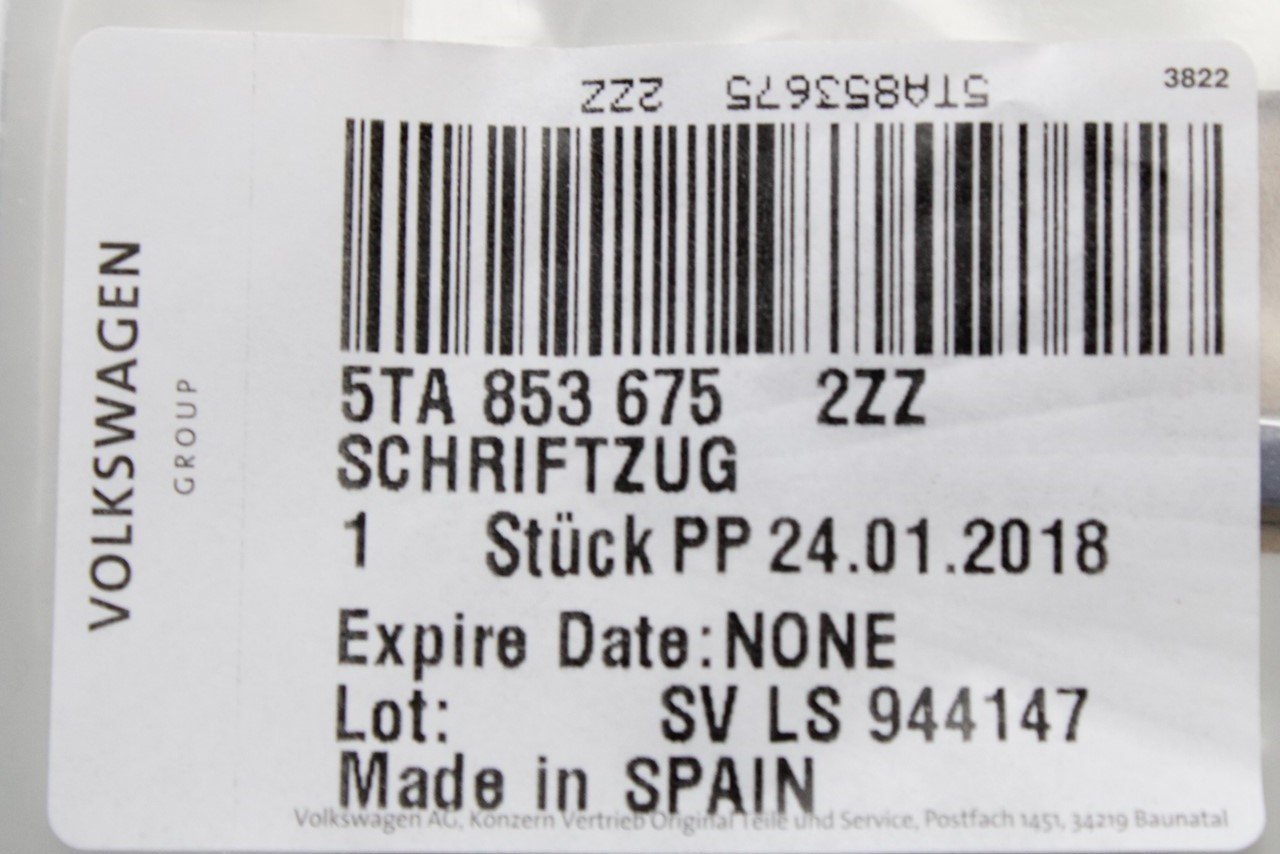 3822
5TA853675 2ZZ
VOLKSWAGEN
GROUP
5TA 853 675 2ZZ
SCHRIFTZUG
1 Stück PP 24.01.2018
Expire Date:NONE
Lot: SV LS 944147
Made in SPAIN
Volkswagen AG, Konzern Vertrieb Original Teile und Service, Postfach 1451, 34219 Baunatal